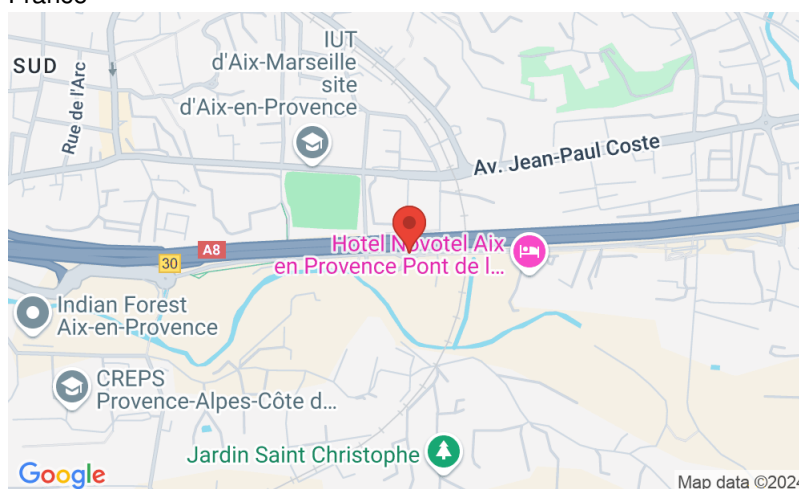 France
IUT
d'Aix-Marseille
site
d'Aix-en-Provence
SUD
Rue de l'Arc
Av. Jean-Paul Coste
A8
30
Hotel Novotel Aix
en Provence Pont de l...
Indian Forest
Aix-en-Provence
CREPS
Provence-Alpes-Côte d...
Jardin Saint Christophe
Google
Map data ©2024